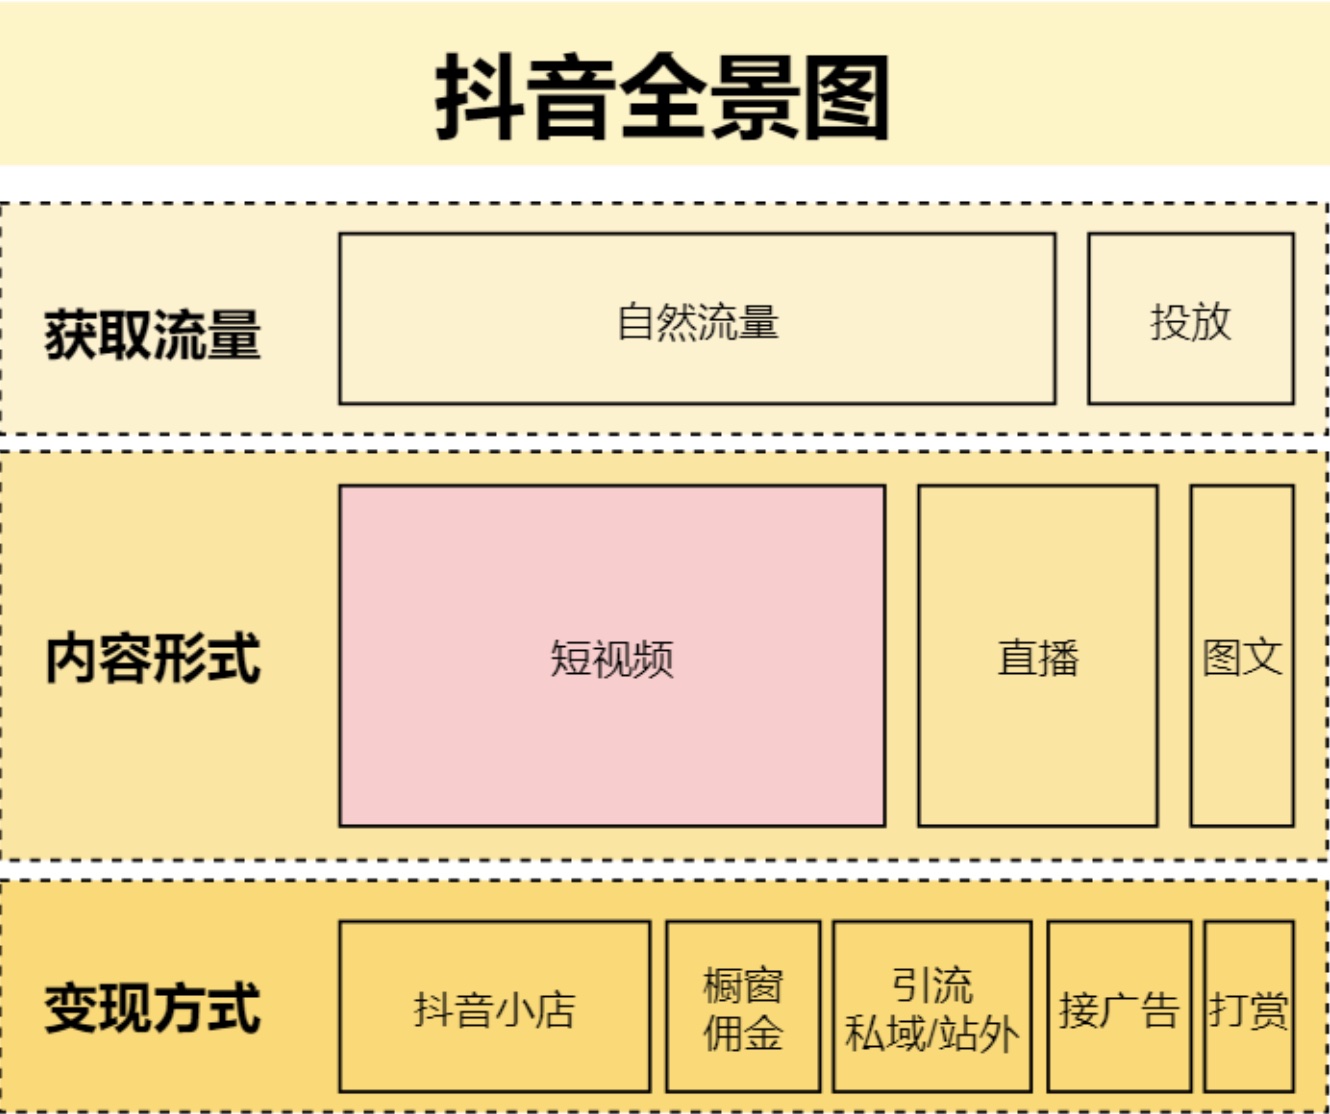 抖音全景图
获取流量
自然流量
投放
内容形式
短视频
直播
图文
变现方式
抖音小店
橱窗
佣金
引流
私域/站外
接广告
打赏